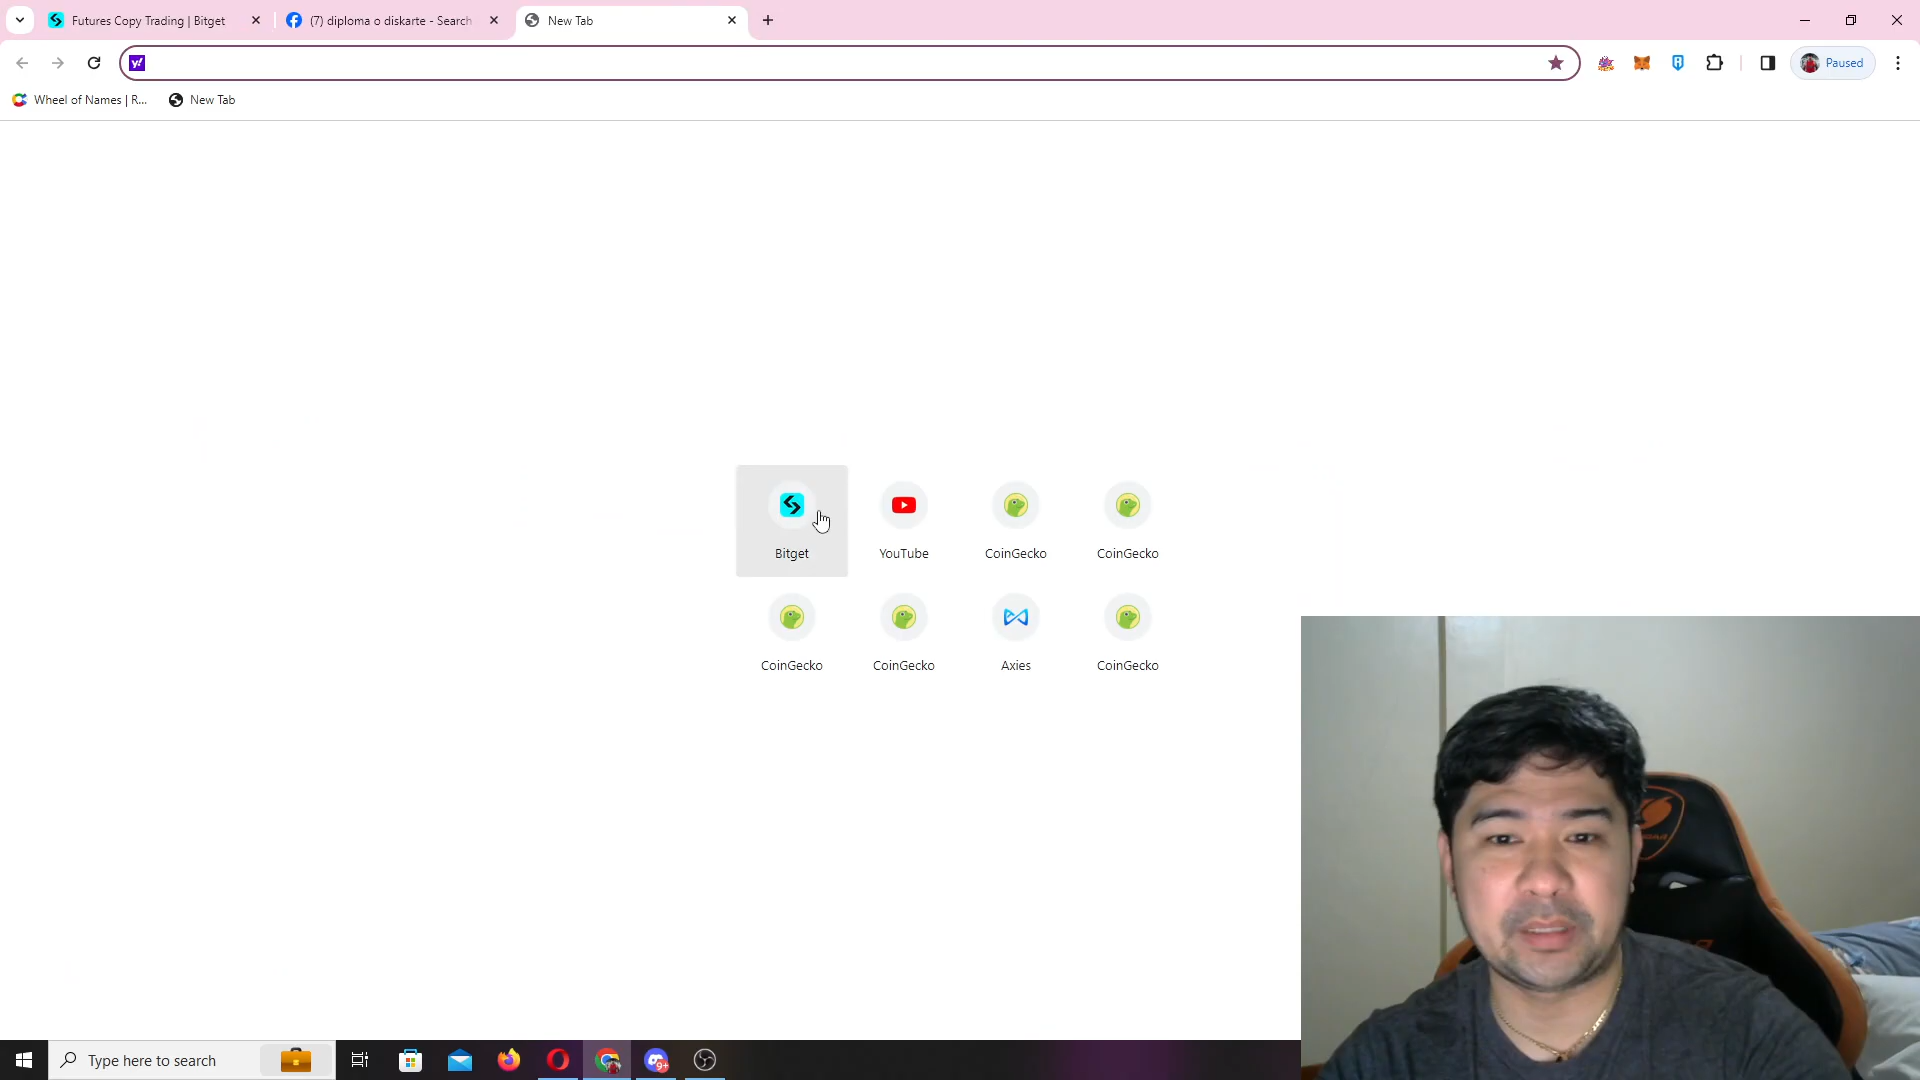 Futures Copy Trading | Bitget
(7) diploma o diskarte - Search
New Tab
y!
Paused
Wheel of Names | R...
New Tab
Bitget
YouTube
CoinGecko
CoinGecko
CoinGecko
CoinGecko
Axies
CoinGecko
Type here to search
9+